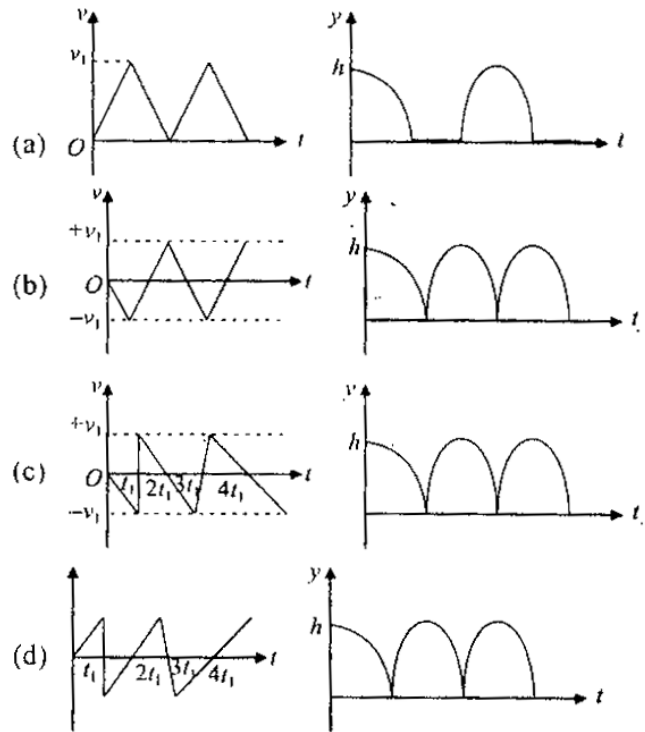 v
y
v₁
h
(a)
O
t
t
v
y
+v₁
h
(b)
O
t
−v₁
t
v
y
+v₁
h
(c)
O
t₁
2t₁
3t₁
4t₁
t
−v₁
t
y
h
(d)
t₁
2t₁
3t₁
4t₁
t
t